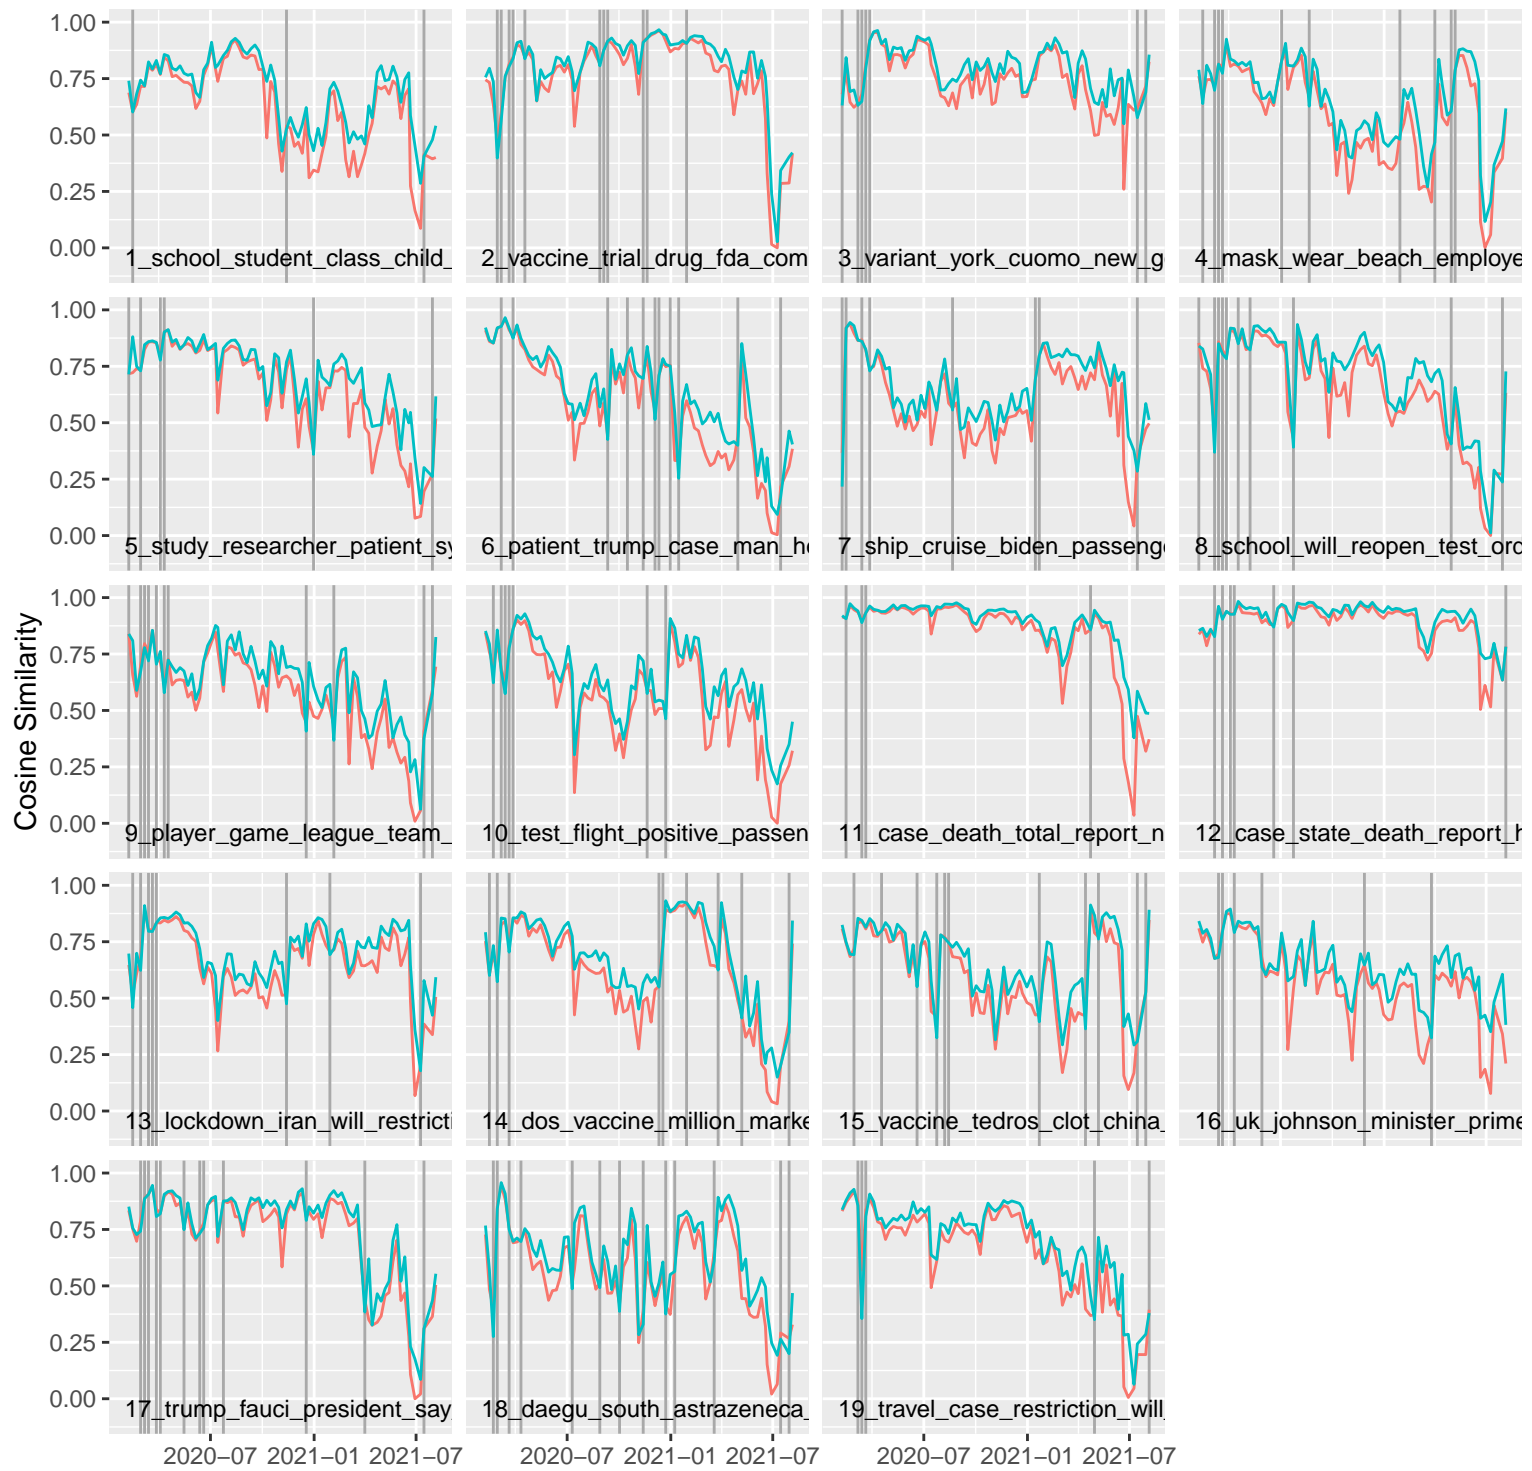 1.00
0.75
0.50
0.25
0.00
1_school_student_class_child_
2_vaccine_trial_drug_fda_com
3_variant_york_cuomo_new_g
4_mask_wear_beach_employe
1.00
0.75
0.50
0.25
0.00
5_study_researcher_patient_sy
6_patient_trump_case_man_ho
7_ship_cruise_biden_passenge
8_school_will_reopen_test_ord
Cosine Similarity
1.00
0.75
0.50
0.25
0.00
9_player_game_league_team_
10_test_flight_positive_passen
11_case_death_total_report_n
12_case_state_death_report_h
1.00
0.75
0.50
0.25
0.00
13_lockdown_iran_will_restricti
14_dos_vaccine_million_marke
15_vaccine_tedros_clot_china_
16_uk_johnson_minister_prime
1.00
0.75
0.50
0.25
0.00
17_trump_fauci_president_say
18_daegu_south_astrazeneca_
19_travel_case_restriction_will
2020-07 2021-01 2021-07
2020-07 2021-01 2021-07
2020-07 2021-01 2021-07